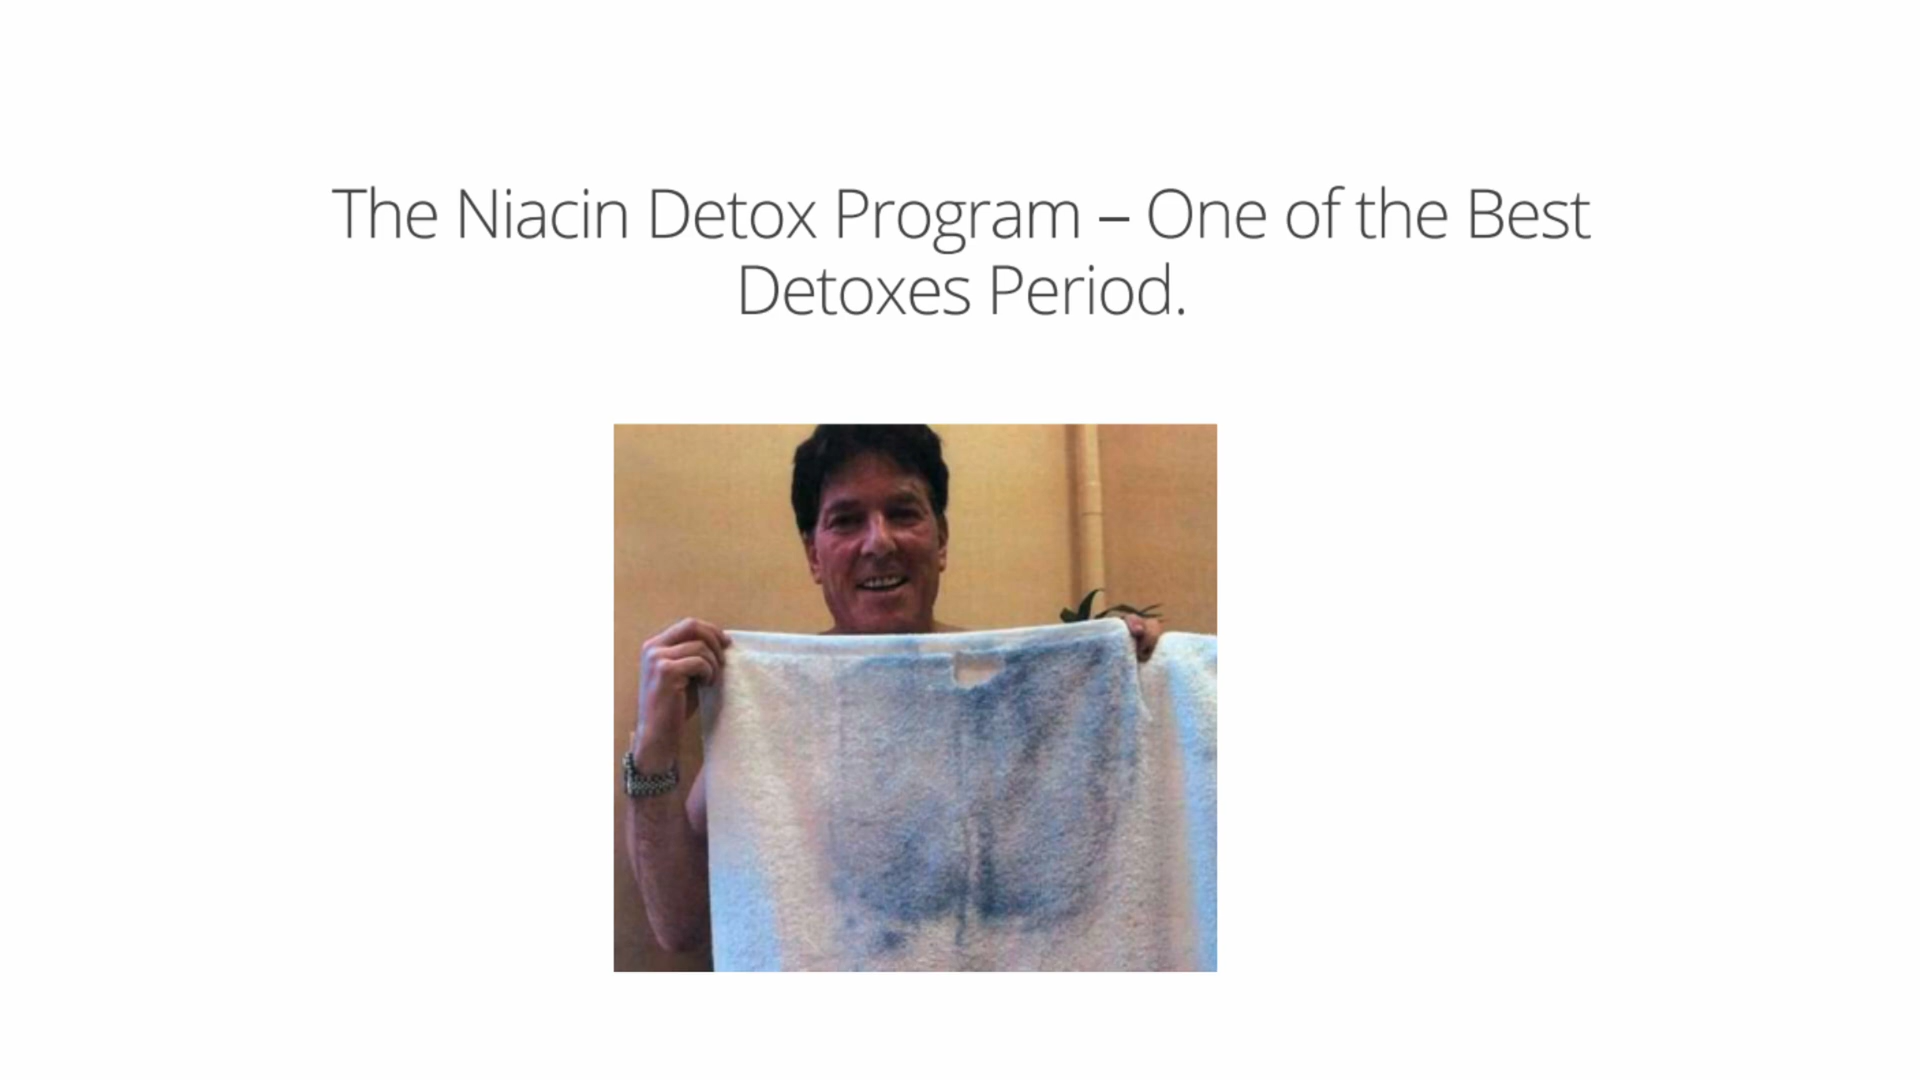 The Niacin Detox Program – One of the Best
Detoxes Period.